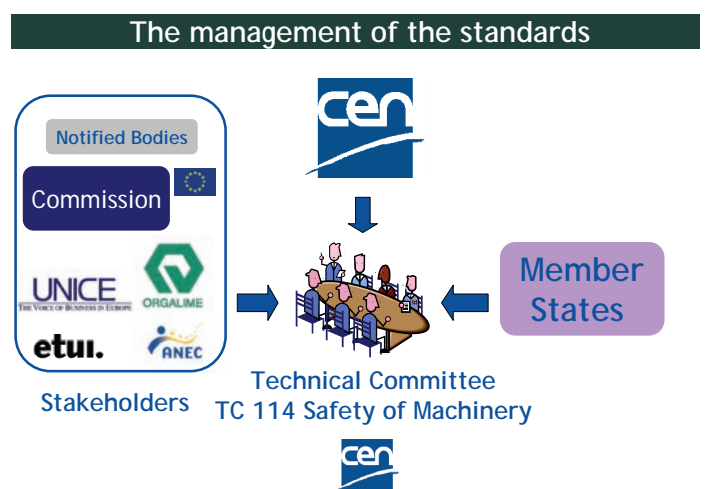 The management of the standards
cen
Notified Bodies
Commission
UNICE
THE VOICE OF BUSINESS IN EUROPE
ORGALIME
etui.
ANEC
Stakeholders
Member
States
Technical Committee
TC 114 Safety of Machinery
cen